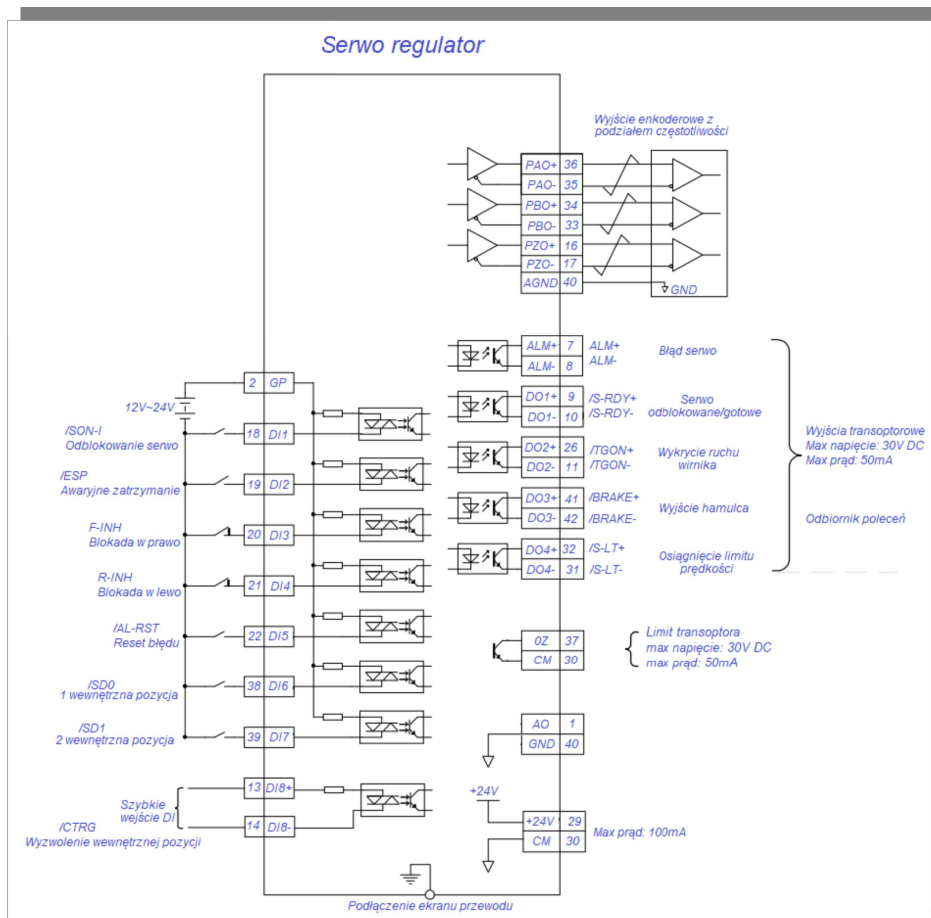 Serwo regulator
Wyjście enkoderowe z
podziałem częstotliwości
PAO+ 36
PAO- 35
PBO+ 34
PBO- 33
PZO+ 16
PZO- 17
AGND 40
GND
ALM+ 7 ALM+
ALM- 8 ALM-
Błąd serwo
DO1+ 9 /S-RDY+
DO1- 10 /S-RDY-
Serwo
odblokowane/gotowe
DO2+ 26 /TGON+
DO2- 11 /TGON-
Wykrycie ruchu
wirnika
DO3+ 41 /BRAKE+
DO3- 42 /BRAKE-
Wyjście hamulca
DO4+ 32 /S-LT+
DO4- 31 /S-LT-
Osiągnięcie limitu
prędkości
Wyjścia transoptorowe
Max napięcie: 30V DC
Max prąd: 50mA
Odbiornik poleceń
2 GP
12V~24V
/SON-I
Odblokowanie serwo
18 DI1
/ESP
Awaryjne zatrzymanie
19 DI2
F-INH
Blokada w prawo
20 DI3
R-INH
Blokada w lewo
21 DI4
/AL-RST
Reset błędu
22 DI5
/SD0
1 wewnętrzna pozycja
38 DI6
/SD1
2 wewnętrzna pozycja
39 DI7
13 DI8+
Szybkie
wejście DI
14 DI8-
/CTRG
Wyzwolenie wewnętrznej pozycji
OZ 37
CM 30
Limit transoptora
max napięcie: 30V DC
max prąd: 50mA
AO 1
GND 40
+24V
+24V 29
CM 30
Max prąd: 100mA
Podłączenie ekranu przewodu